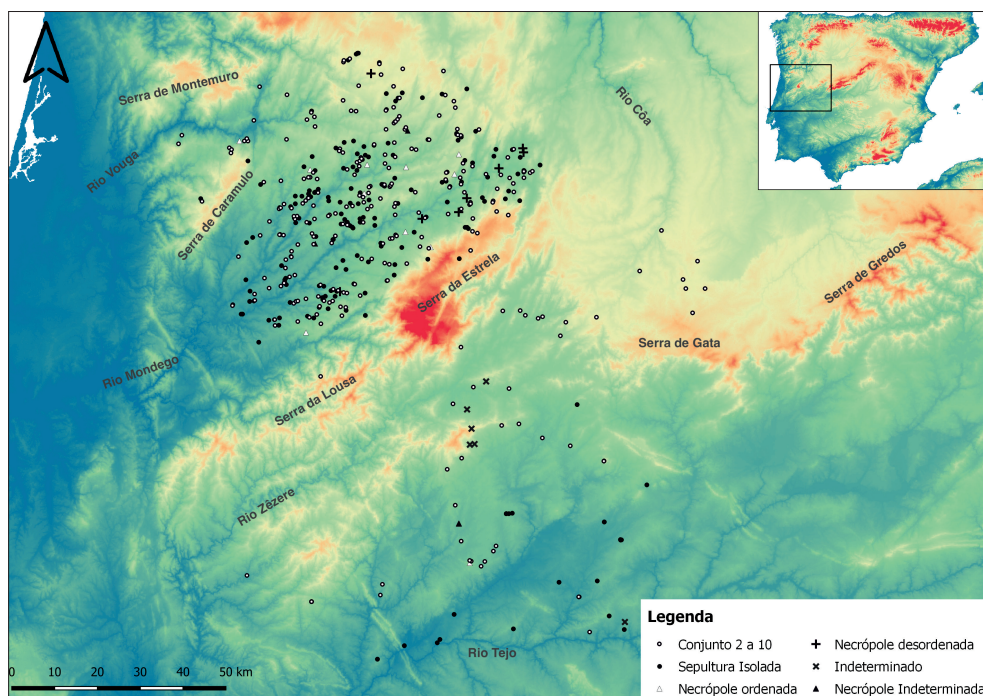 Serra de Montemuro
Rio Côa
Rio Vouga
Serra de Caramulo
Serra da Estrela
Serra de Gredos
Serra de Gata
Rio Mondego
Serra da Lousa
Rio Zêzere
Rio Tejo
0 10 20 30 40 50 km
Legenda
Conjunto 2 a 10
Sepultura Isolada
Necrópole ordenada
Necrópole desordenada
Indeterminado
Necrópole Indeterminada